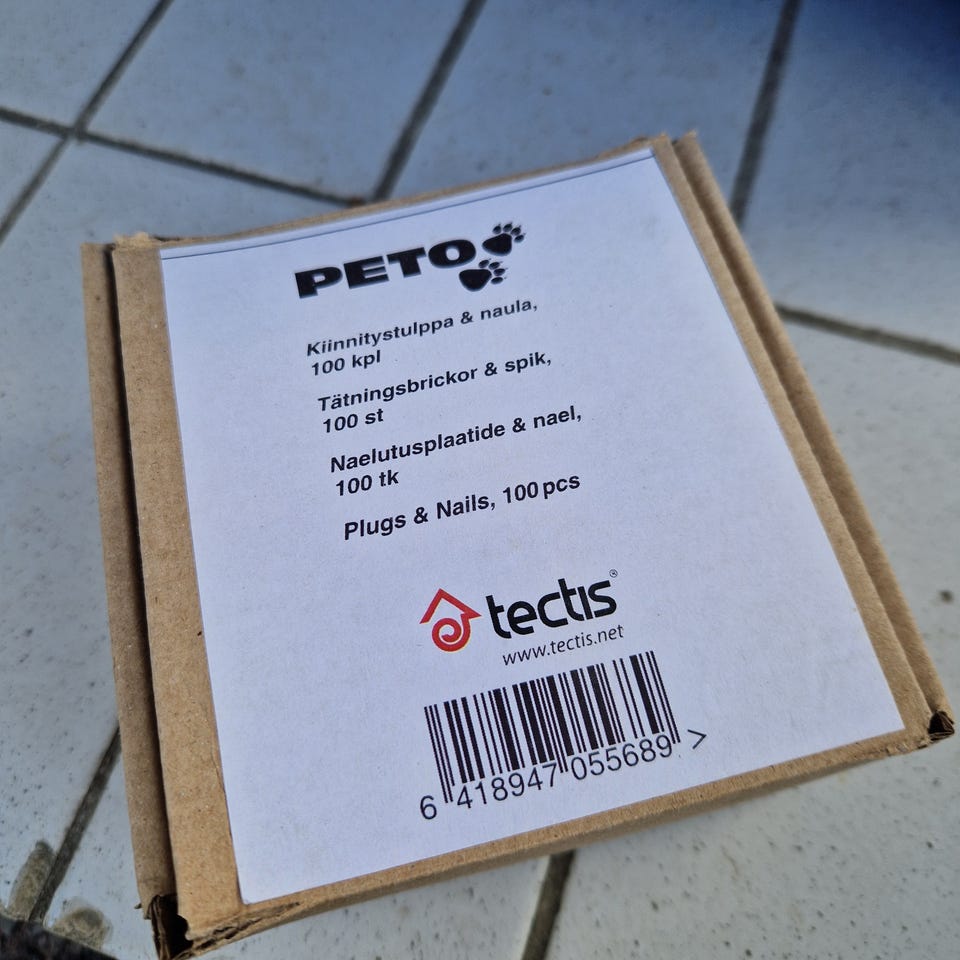 PETO
Kiinnitystulppa & naula,
100 kpl
Tätningsbrickor & spik,
100 st
Naelutusplaatide & nael,
100 tk
Plugs & Nails, 100 pcs
tectis®
www.tectis.net
6 418947 055689 >